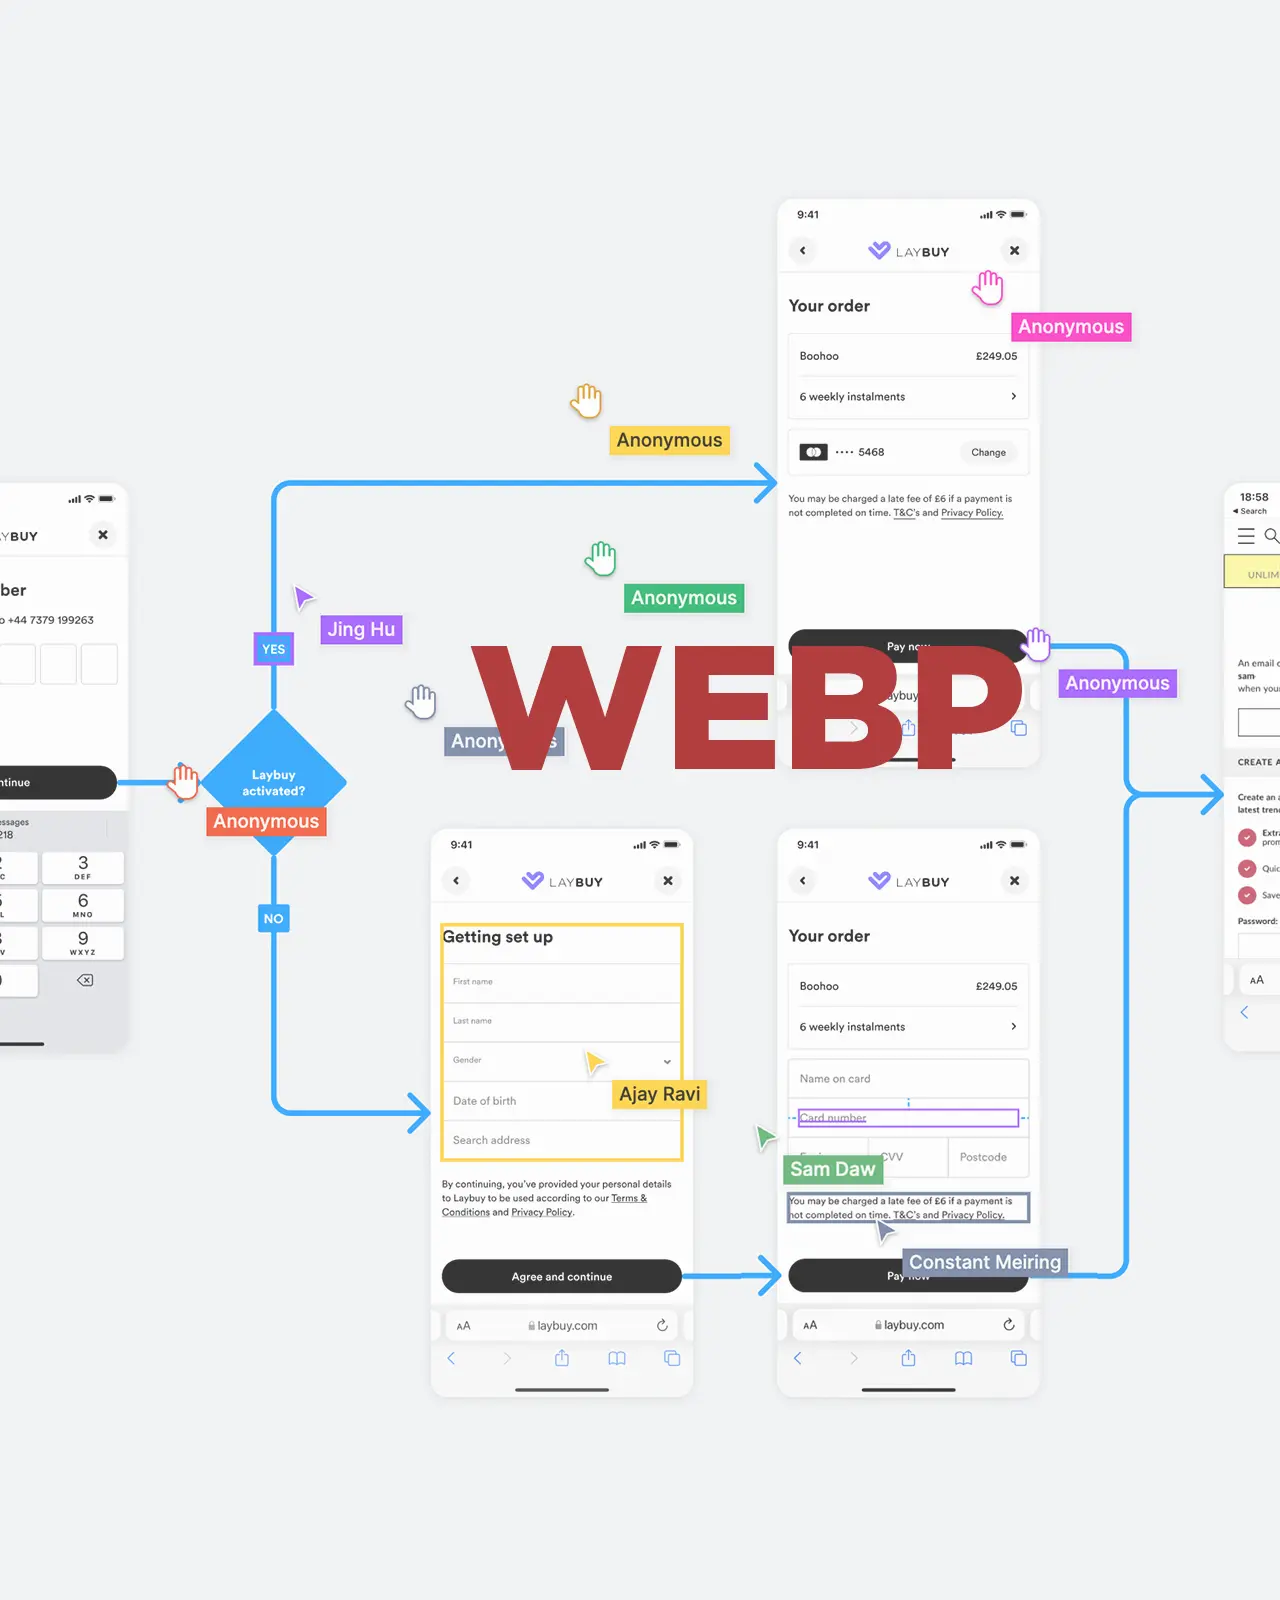 9:41
LAYBUY
Your order
Anonymous
Boohoo £249.05
6 weekly instalments
•••• 5468 Change
You may be charged a late fee of £6 if a payment is
not completed on time. T&C's and Privacy Policy.
Pay now
Anonymous
Anonymous
Anonymous
Jing Hu
YES
Anonymous
WEBP
YBUY
ber
o +44 7379 199263
ntinue
Laybuy
activated?
Anonymous
NO
essages
218
3
DEF
6
MNO
9
WXYZ
9:41
LAYBUY
Getting set up
First name
Last name
Gender
Date of birth
Search address
Ajay Ravi
By continuing, you've provided your personal details
to Laybuy to be used according to our Terms &
Conditions and Privacy Policy.
Agree and continue
AA laybuy.com
9:41
LAYBUY
Your order
Boohoo £249.05
6 weekly instalments
Name on card
Card number
CVV Postcode
Sam Daw
You may be charged a late fee of £6 if a payment is
not completed on time. T&C's and Privacy Policy.
Constant Meiring
Pay now
AA laybuy.com
18:58
Search
UNLIM
An email
sam
when your
CREATE A
Create an a
latest tren
Extra
prom
Quic
Save
Password:
AA